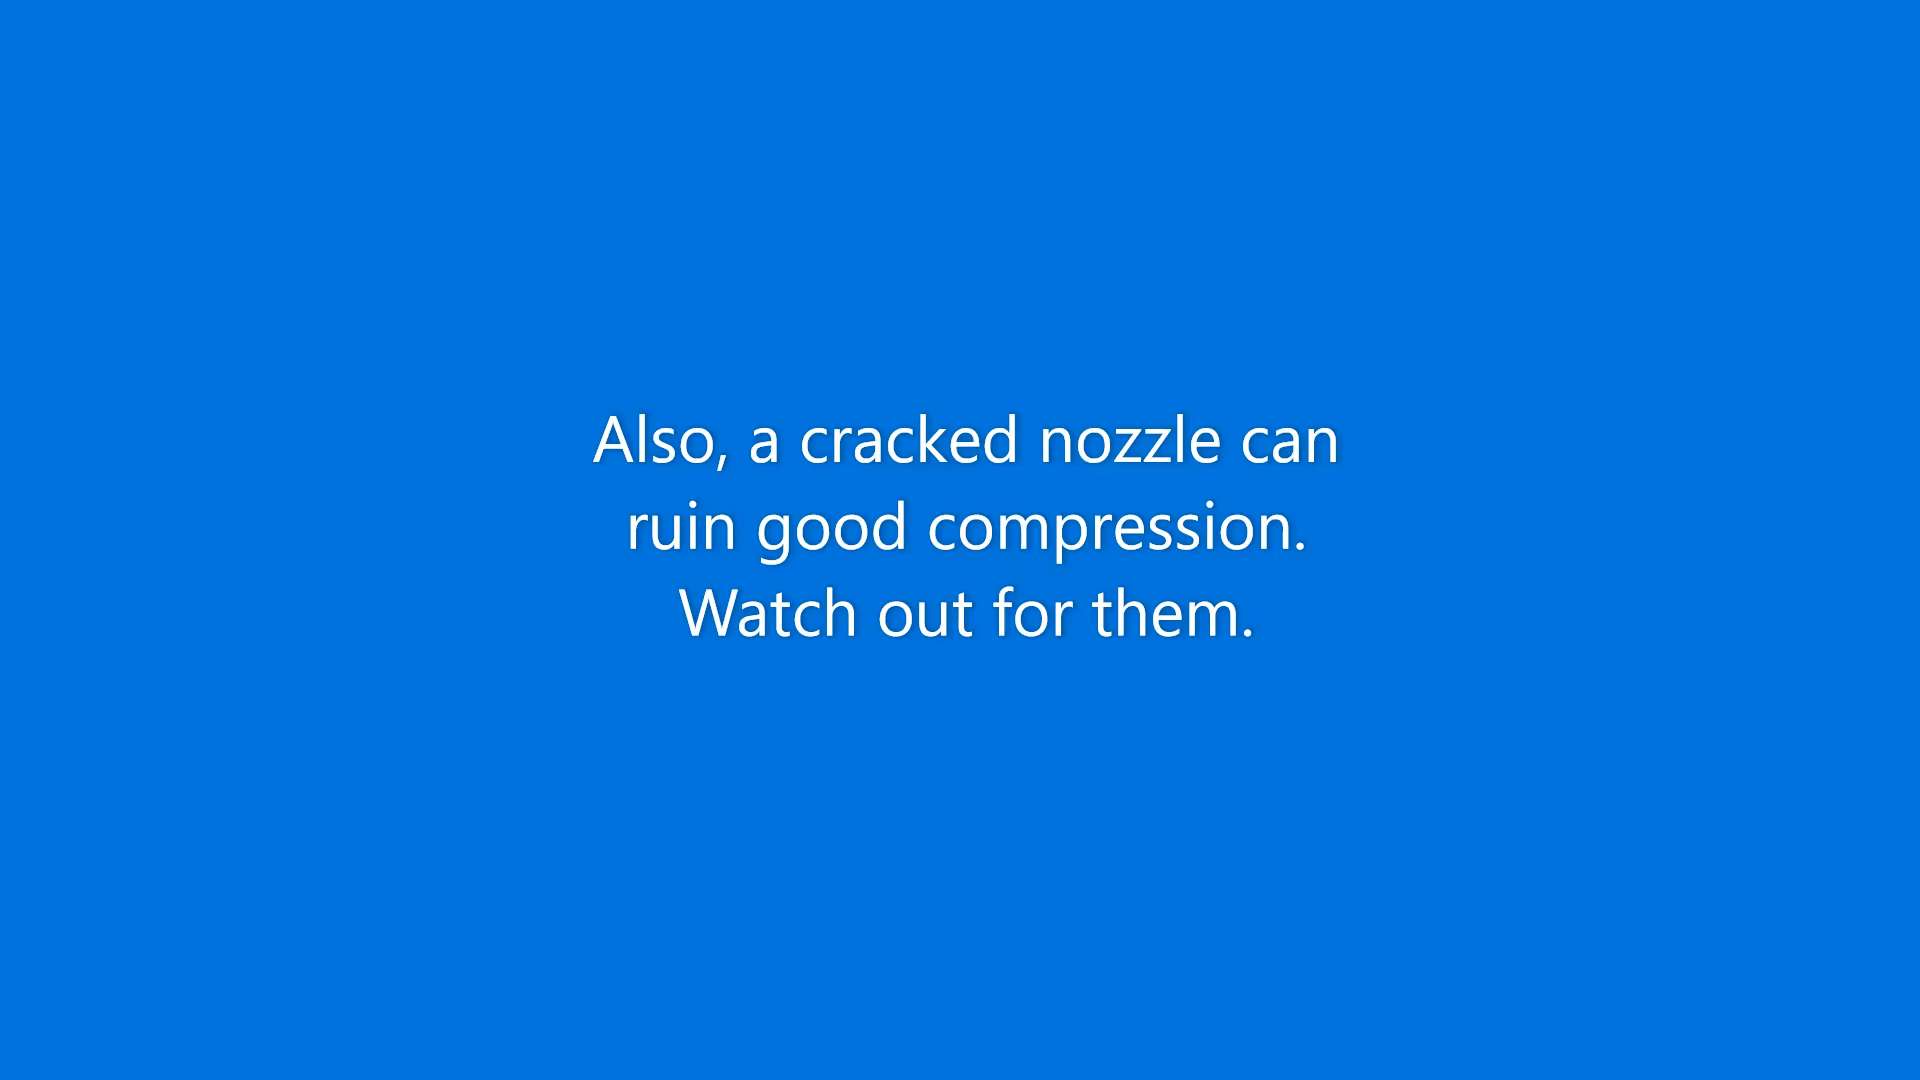 Also, a cracked nozzle can
ruin good compression.
Watch out for them.